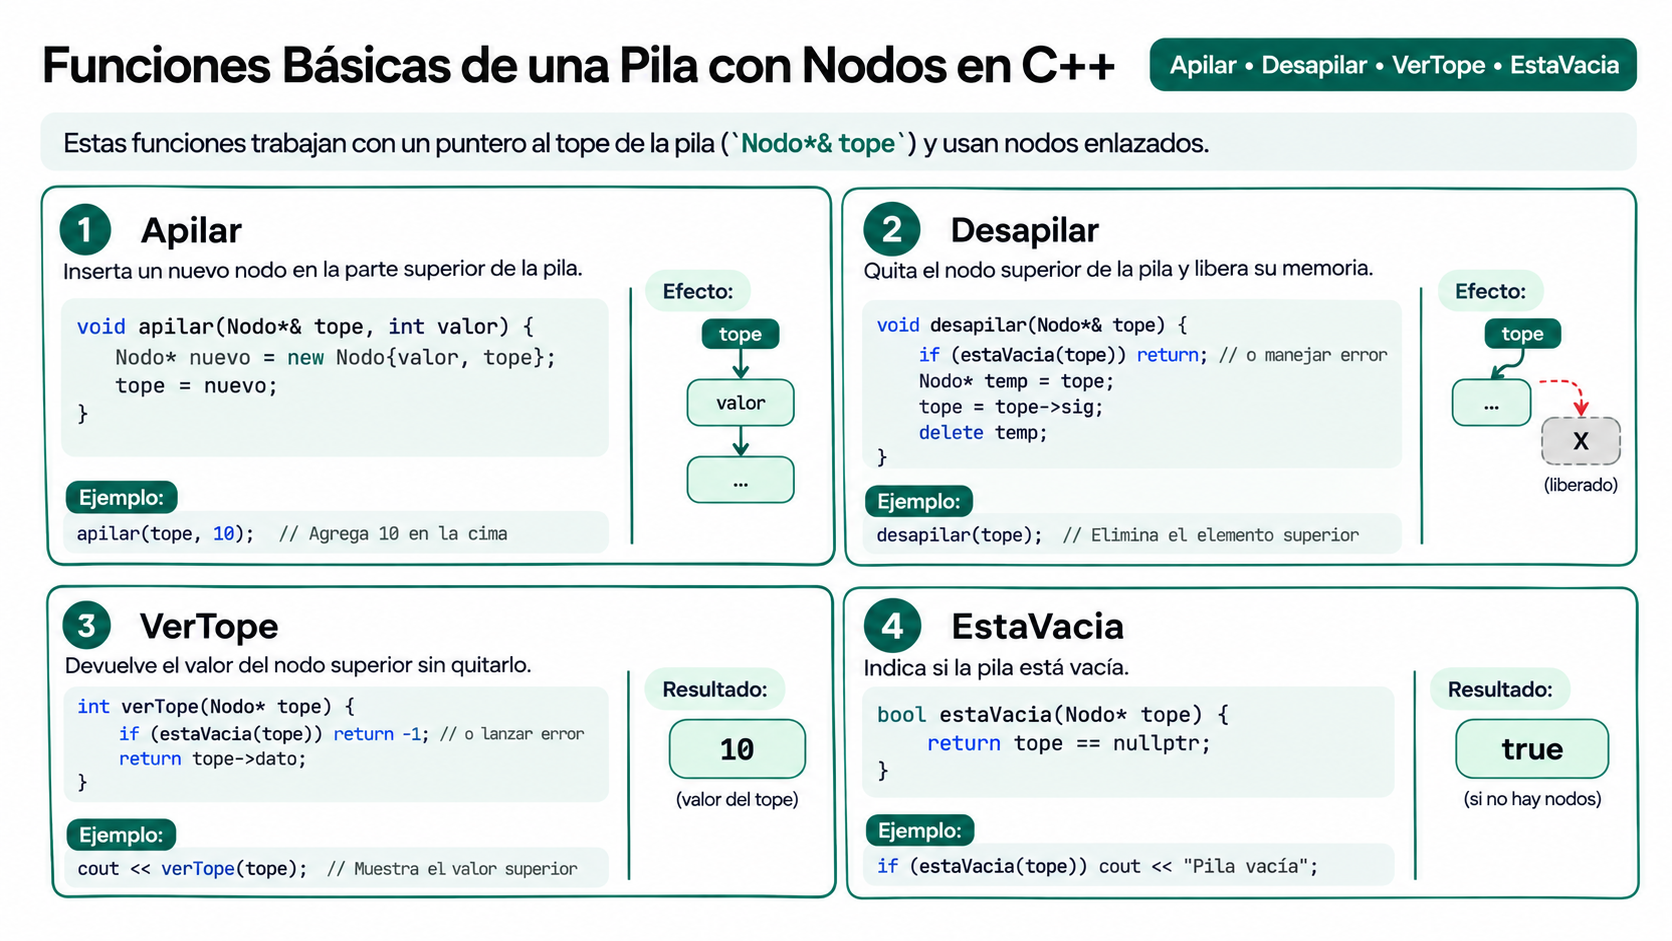 Funciones Básicas de una Pila con Nodos en C++
Apilar • Desapilar • VerTope • EstaVacia
Estas funciones trabajan con un puntero al tope de la pila (`Nodo*& tope`) y usan nodos enlazados.
1 Apilar
Inserta un nuevo nodo en la parte superior de la pila.
void apilar(Nodo*& tope, int valor) {
Nodo* nuevo = new Nodo{valor, tope};
tope = nuevo;
}
Ejemplo:
apilar(tope, 10); // Agrega 10 en la cima
Efecto:
tope
valor
...
2 Desapilar
Quita el nodo superior de la pila y libera su memoria.
void desapilar(Nodo*& tope) {
if (estaVacia(tope)) return; // o manejar error
Nodo* temp = tope;
tope = tope->sig;
delete temp;
}
Ejemplo:
desapilar(tope); // Elimina el elemento superior
Efecto:
tope
...
X
(liberado)
3 VerTope
Devuelve el valor del nodo superior sin quitarlo.
int verTope(Nodo* tope) {
if (estaVacia(tope)) return -1; // o lanzar error
return tope->dato;
}
Ejemplo:
cout << verTope(tope); // Muestra el valor superior
Resultado:
10
(valor del tope)
4 EstaVacia
Indica si la pila está vacía.
bool estaVacia(Nodo* tope) {
return tope == nullptr;
}
Ejemplo:
if (estaVacia(tope)) cout << "Pila vacía";
Resultado:
true
(si no hay nodos)